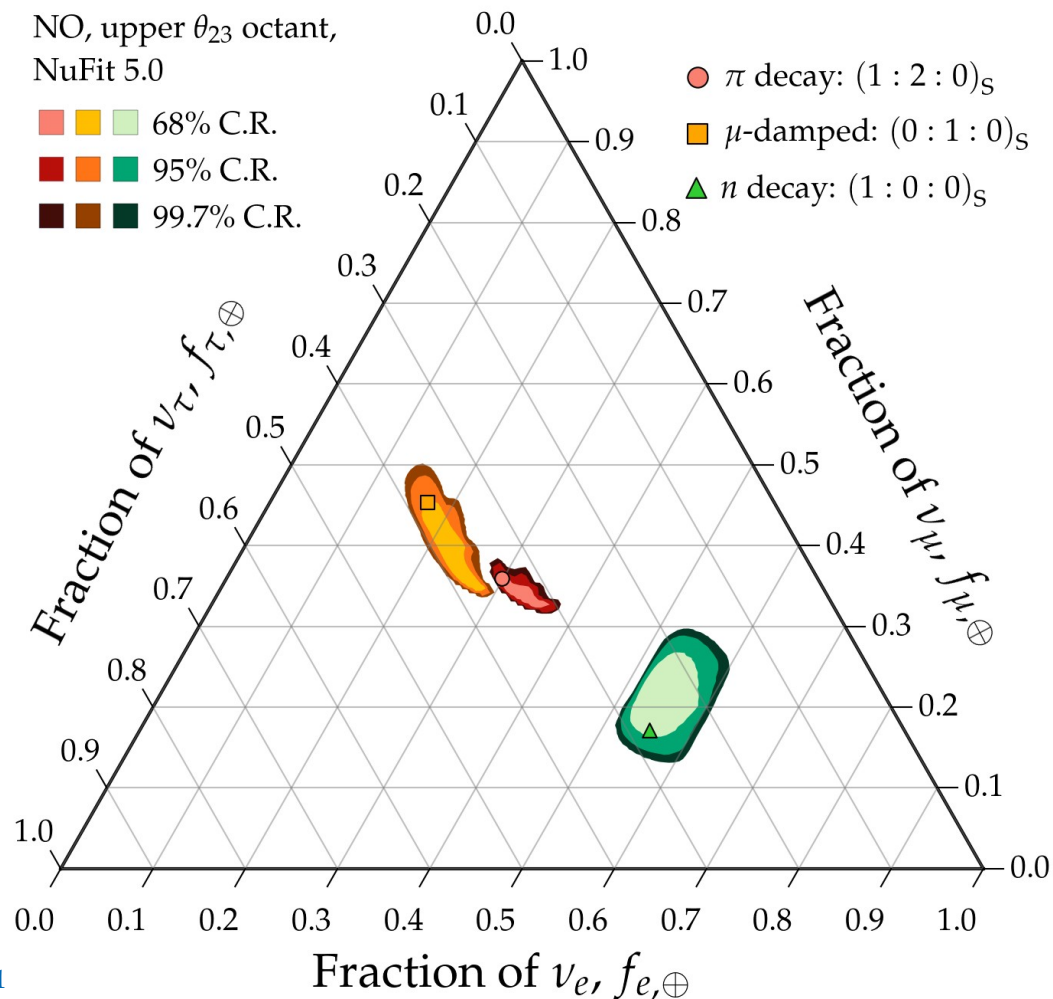 NO, upper θ₂₃ octant,
NuFit 5.0
68% C.R.
95% C.R.
99.7% C.R.
π decay: (1 : 2 : 0)S
μ-damped: (0 : 1 : 0)S
n decay: (1 : 0 : 0)S
Fraction of ντ, fτ,⊕
0.0
0.1
0.2
0.3
0.4
0.5
0.6
0.7
0.8
0.9
1.0
1.0
0.9
0.8
0.7
0.6
0.5
0.4
0.3
0.2
0.1
0.0
Fraction of νμ, fμ,⊕
0.0 0.1 0.2 0.3 0.4 0.5 0.6 0.7 0.8 0.9 1.0
Fraction of νe, fe,⊕